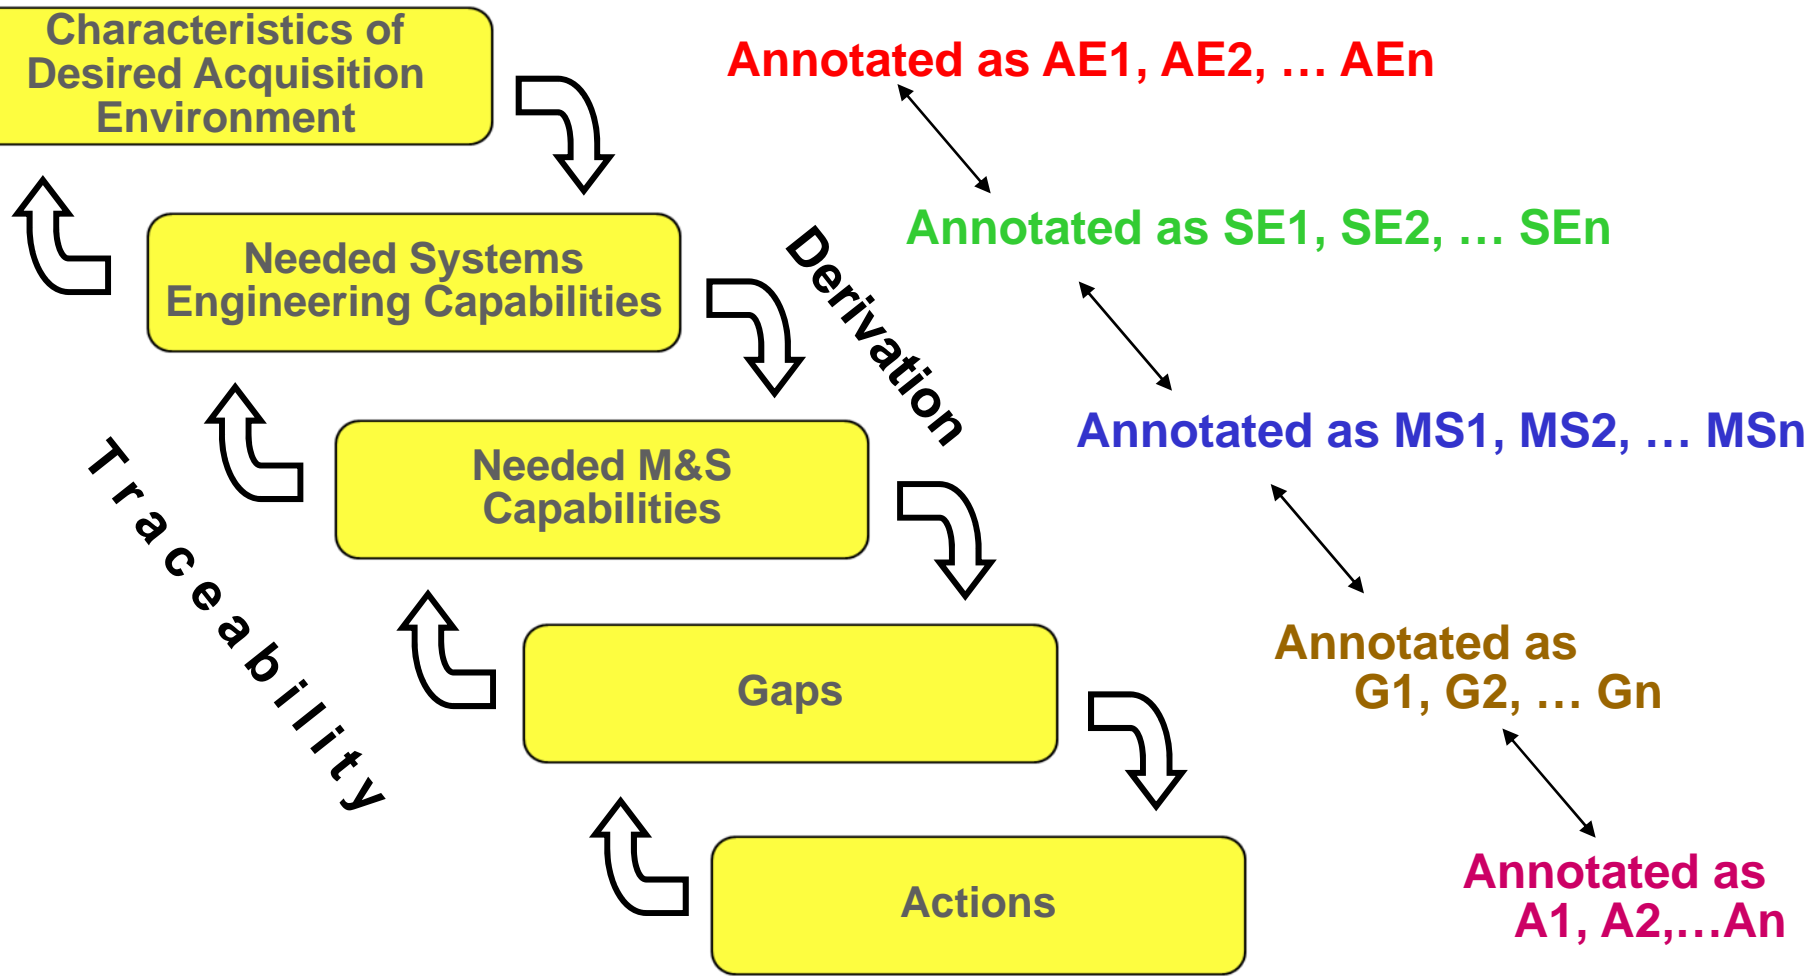 Characteristics of
Desired Acquisition
Environment
Annotated as AE1, AE2, … AEn
Needed Systems
Engineering Capabilities
Annotated as SE1, SE2, … SEn
Derivation
Needed M&S
Capabilities
Annotated as MS1, MS2, … MSn
Traceability
Gaps
Annotated as
G1, G2, … Gn
Actions
Annotated as
A1, A2,…An